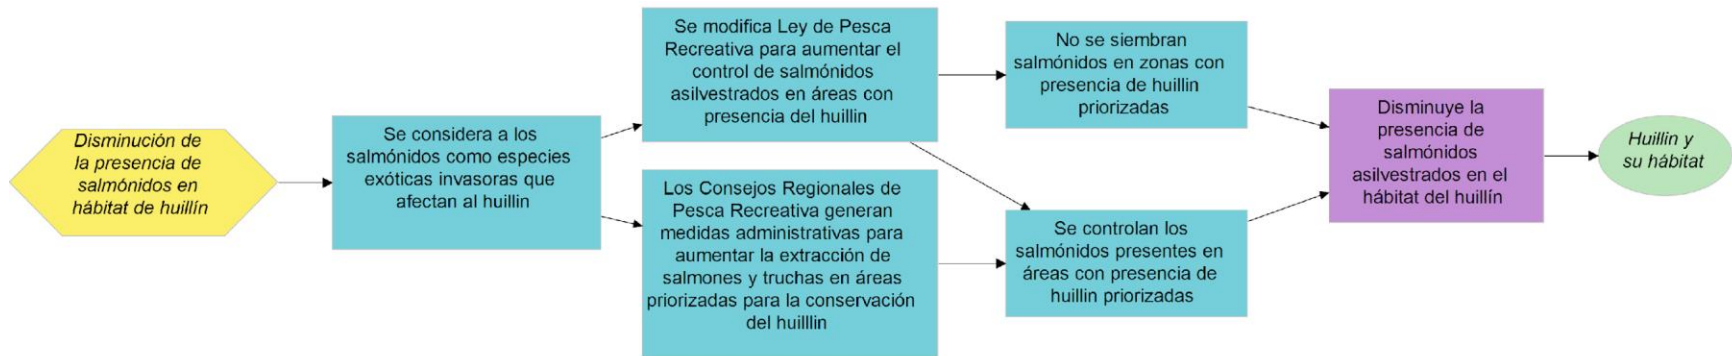 Disminución de
la presencia de
salmónidos en
hábitat de huillín
Se considera a los
salmónidos como especies
exóticas invasoras que
afectan al huillin
Se modifica Ley de Pesca
Recreativa para aumentar el
control de salmónidos
asilvestrados en áreas con
presencia del huillin
Los Consejos Regionales de
Pesca Recreativa generan
medidas administrativas para
aumentar la extracción de
salmones y truchas en áreas
priorizadas para la conservación
del huilllin
No se siembran
salmónidos en zonas con
presencia de huillin
priorizadas
Se controlan los
salmónidos presentes en
áreas con presencia de
huillin priorizadas
Disminuye la
presencia de
salmónidos
asilvestrados en el
hábitat del huillín
Huillin y
su hábitat